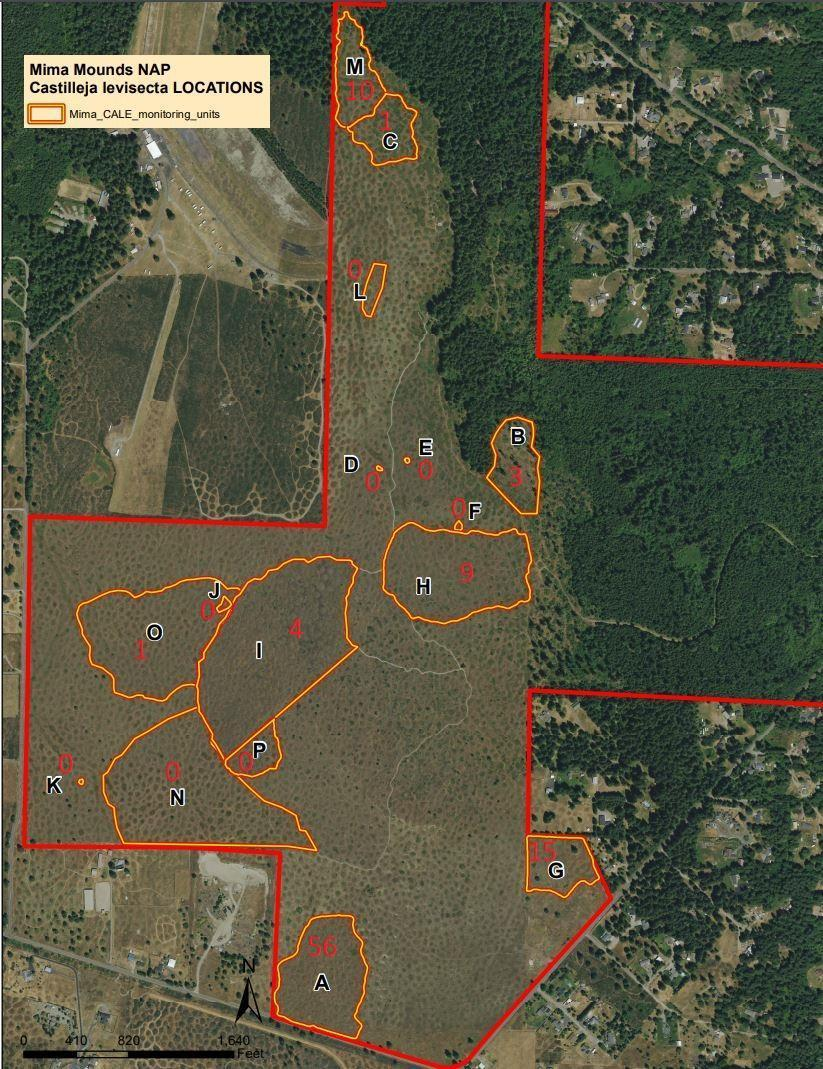 Mima Mounds NAP
Castilleja levisecta LOCATIONS
Mima_CALE_monitoring_units
M
10
1
C
0
L
B
3
E
D
0
0
0
F
H
9
J
0
O
1
I
4
P
0
0
K
0
N
15
G
56
A
N
0 410 820 1,640
Feet